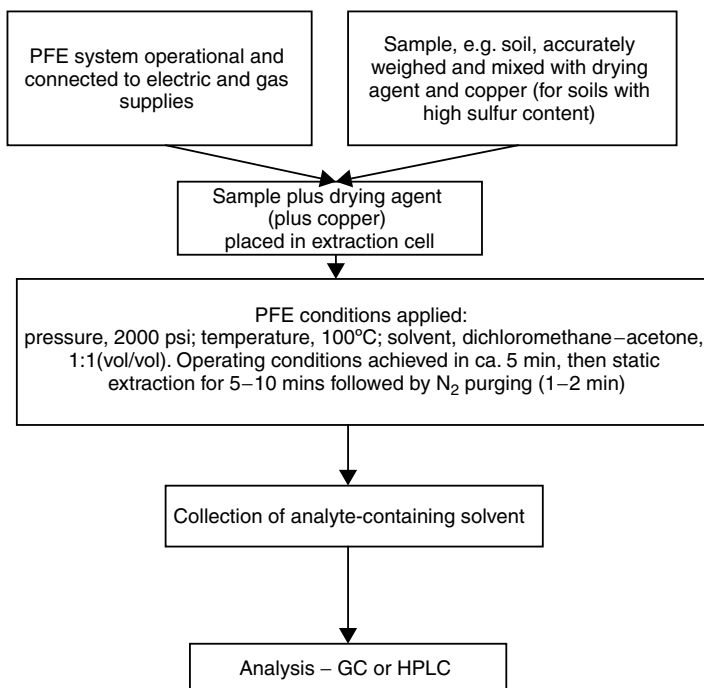 PFE system operational and
connected to electric and gas
supplies
Sample, e.g. soil, accurately
weighed and mixed with drying
agent and copper (for soils with
high sulfur content)
Sample plus drying agent
(plus copper)
placed in extraction cell
PFE conditions applied:
pressure, 2000 psi; temperature, 100°C; solvent, dichloromethane–acetone,
1:1(vol/vol). Operating conditions achieved in ca. 5 min, then static
extraction for 5–10 mins followed by N₂ purging (1–2 min)
Collection of analyte-containing solvent
Analysis – GC or HPLC